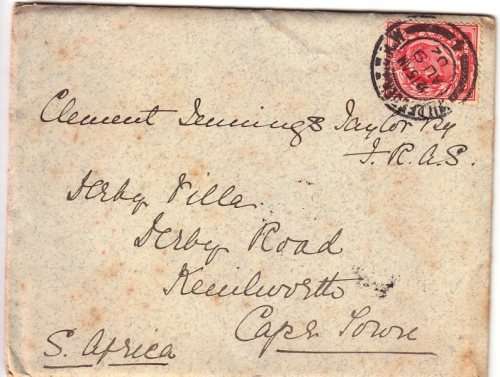 Clement Jennings Taylor Esq
F.R.A.S.
Derby Villa
Derby Road
Kenilworth
Cape Town
S. Africa